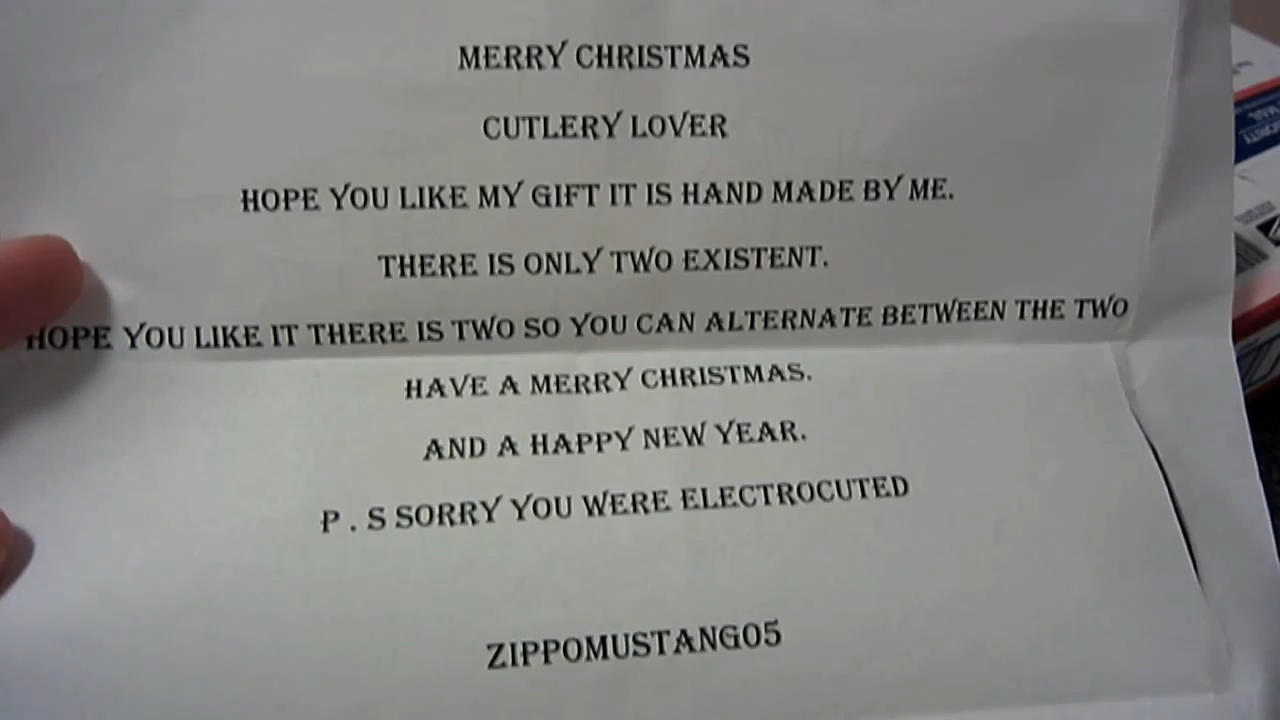 MERRY CHRISTMAS
CUTLERY LOVER
HOPE YOU LIKE MY GIFT IT IS HAND MADE BY ME.
THERE IS ONLY TWO EXISTENT.
HOPE YOU LIKE IT THERE IS TWO SO YOU CAN ALTERNATE BETWEEN THE TWO
HAVE A MERRY CHRISTMAS.
AND A HAPPY NEW YEAR.
P . S SORRY YOU WERE ELECTROCUTED
ZIPPOMUSTANG05